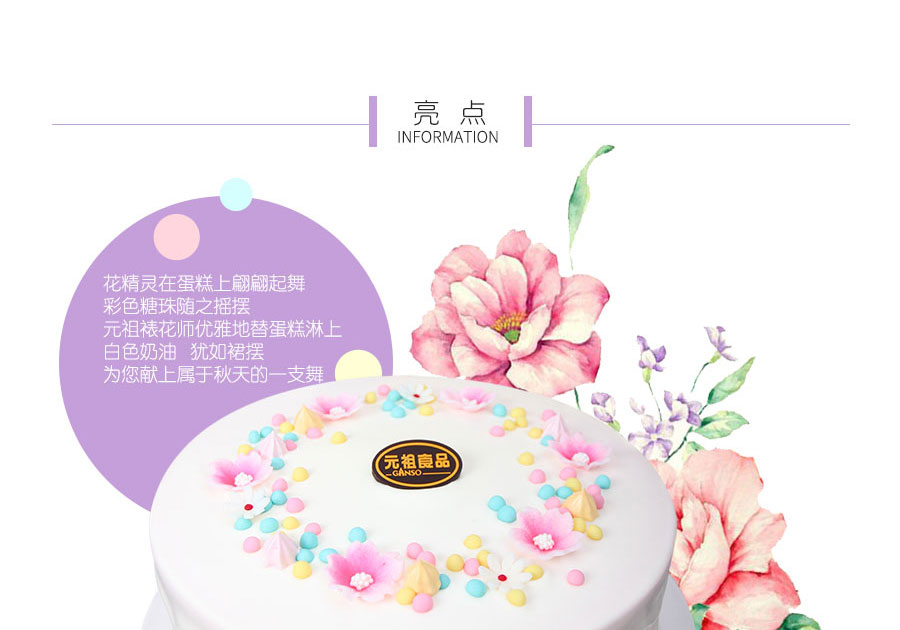 亮 点
INFORMATION
花精灵在蛋糕上翩翩起舞
彩色糖珠随之摇摆
元祖裱花师优雅地替蛋糕淋上
白色奶油 犹如裙摆
为您献上属于秋天的一支舞
元祖食品
GANSO